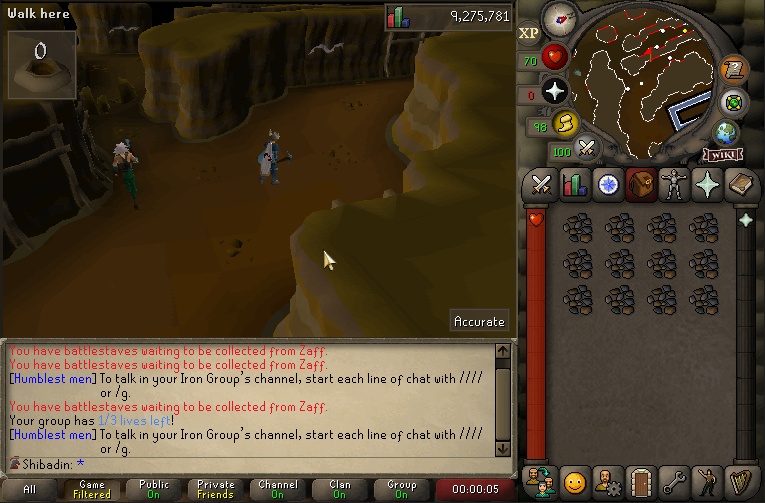 Walk here
0
9,275,781
XP
70
0
98
100
WIKI
Accurate
You have battlestaves waiting to be collected from Zaff.
You have battlestaves waiting to be collected from Zaff.
[Humblest men] To talk in your Iron Group's channel, start each line of chat with ////
or /g.
You have battlestaves waiting to be collected from Zaff.
Your group has 1/3 lives left!
[Humblest men] To talk in your Iron Group's channel, start each line of chat with ////
or /g.
Shibadin: *
All
Game
Filtered
Public
On
Private
Friends
Channel
On
Clan
On
Group
On
00:00:05